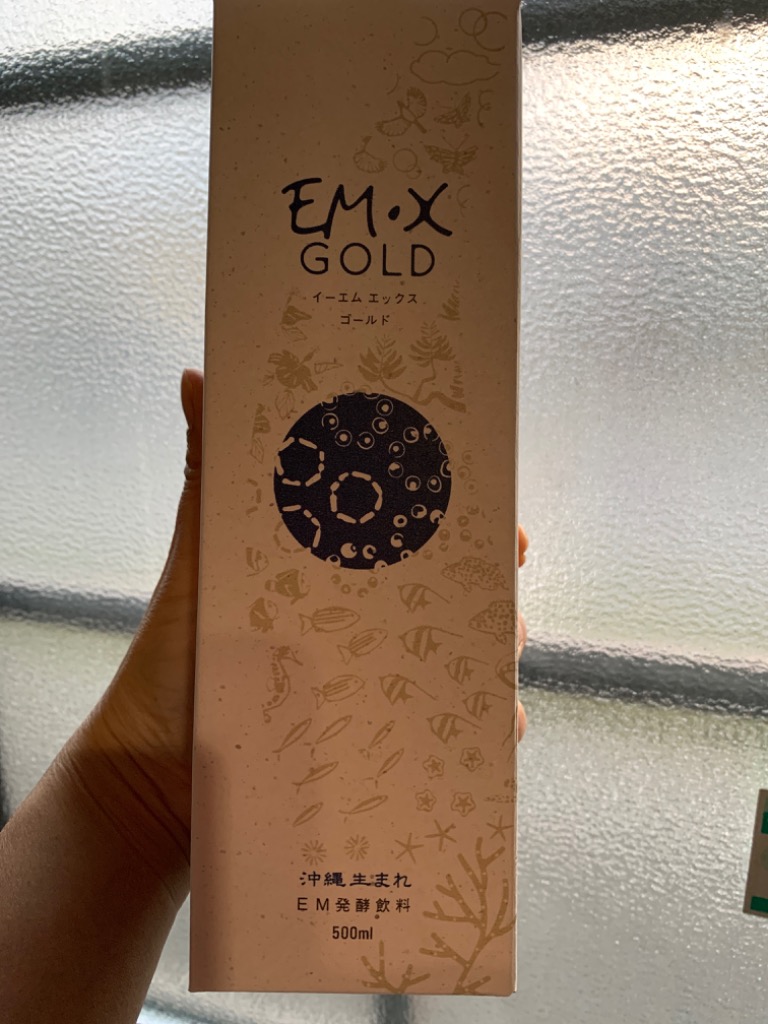 EM・X
GOLD
イーエム エックス
ゴールド
沖縄生まれ
EM発酵飲料
500ml